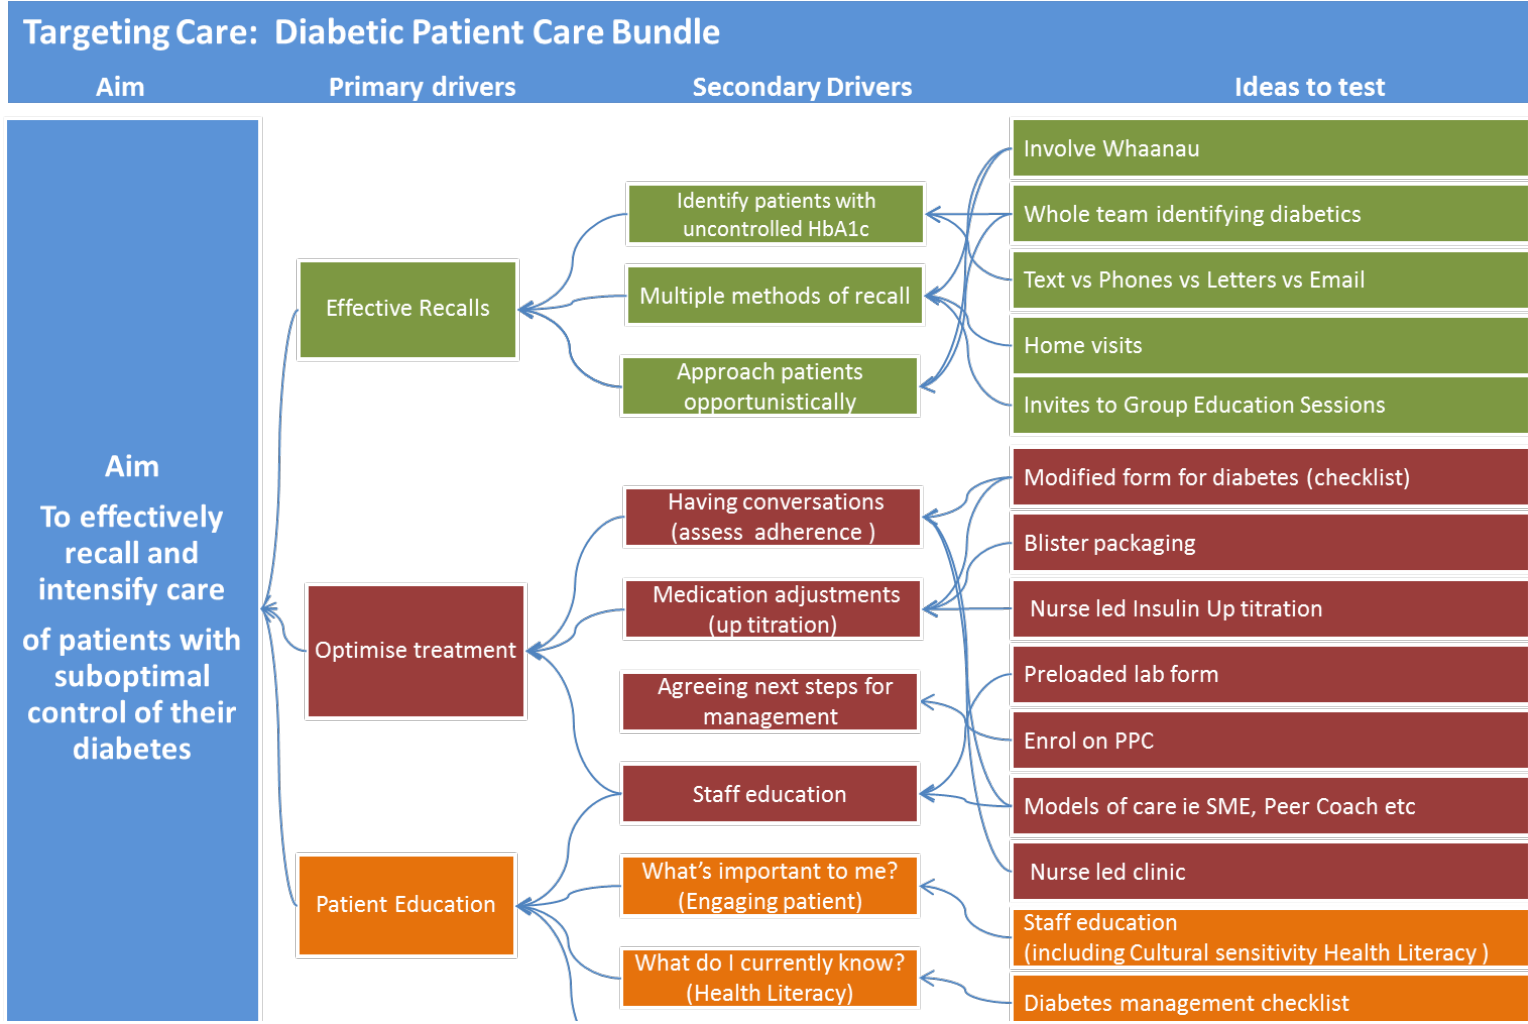 Targeting Care: Diabetic Patient Care Bundle
Aim
Primary drivers
Secondary Drivers
Ideas to test
Aim
To effectively
recall and
intensify care
of patients with
suboptimal
control of their
diabetes
Effective Recalls
Optimise treatment
Patient Education
Identify patients with
uncontrolled HbA1c
Multiple methods of recall
Approach patients
opportunistically
Having conversations
(assess  adherence )
Medication adjustments
(up titration)
Agreeing next steps for
management
Staff education
What’s important to me?
(Engaging patient)
What do I currently know?
(Health Literacy)
Involve Whaanau
Whole team identifying diabetics
Text vs Phones vs Letters vs Email
Home visits
Invites to Group Education Sessions
Modified form for diabetes (checklist)
Blister packaging
Nurse led Insulin Up titration
Preloaded lab form
Enrol on PPC
Models of care ie SME, Peer Coach etc
Nurse led clinic
Staff education
(including Cultural sensitivity Health Literacy )
Diabetes management checklist